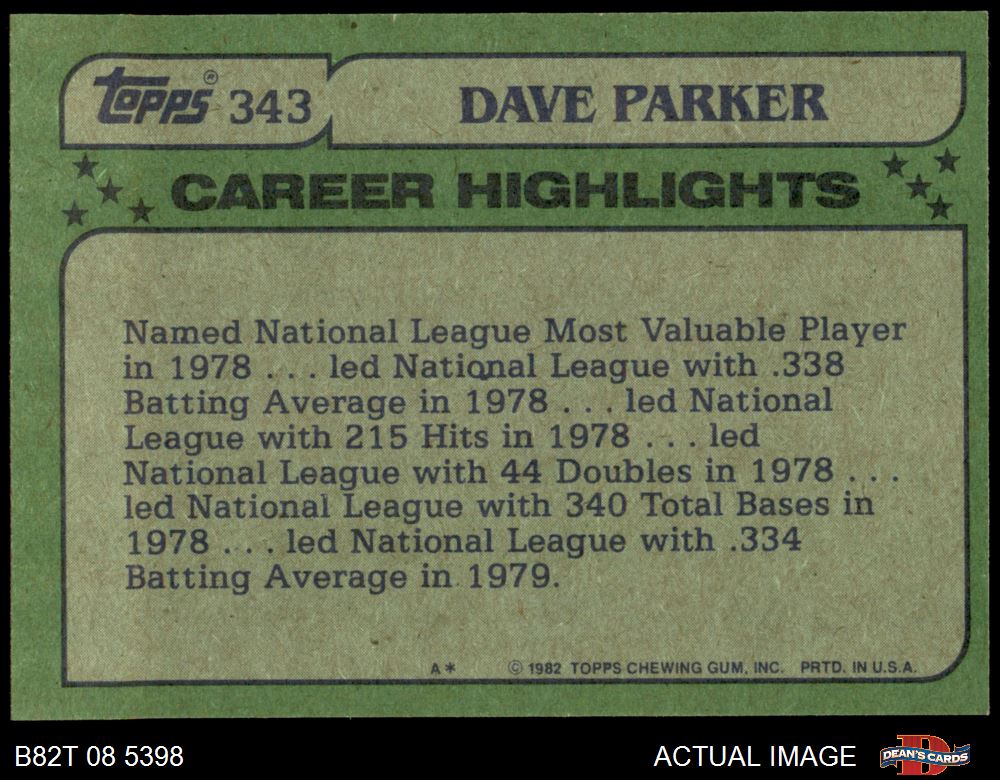 Topps® 343 DAVE PARKER
CAREER HIGHLIGHTS
Named National League Most Valuable Player
in 1978 . . . led National League with .338
Batting Average in 1978 . . . led National
League with 215 Hits in 1978 . . . led
National League with 44 Doubles in 1978 . . .
led National League with 340 Total Bases in
1978 . . . led National League with .334
Batting Average in 1979.
A* © 1982 TOPPS CHEWING GUM, INC. PRTD. IN U.S.A.
B82T 08 5398 ACTUAL IMAGE D DEAN'S CARDS